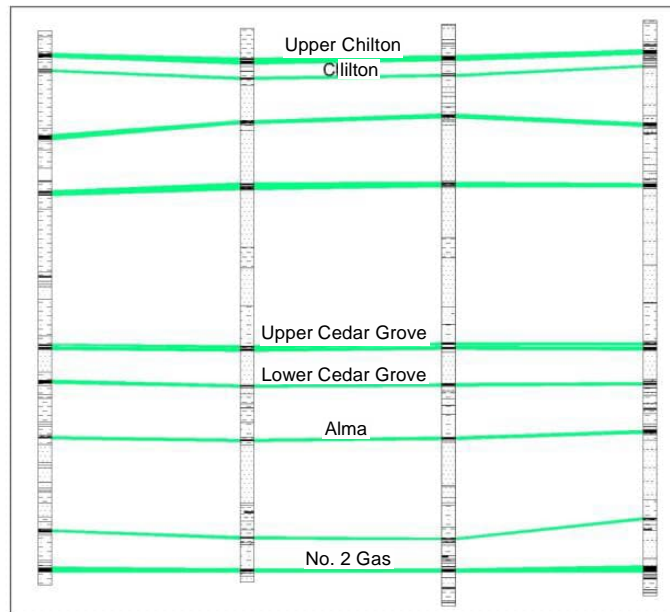 Upper Chilton
Chilton
Upper Cedar Grove
Lower Cedar Grove
Alma
No. 2 Gas